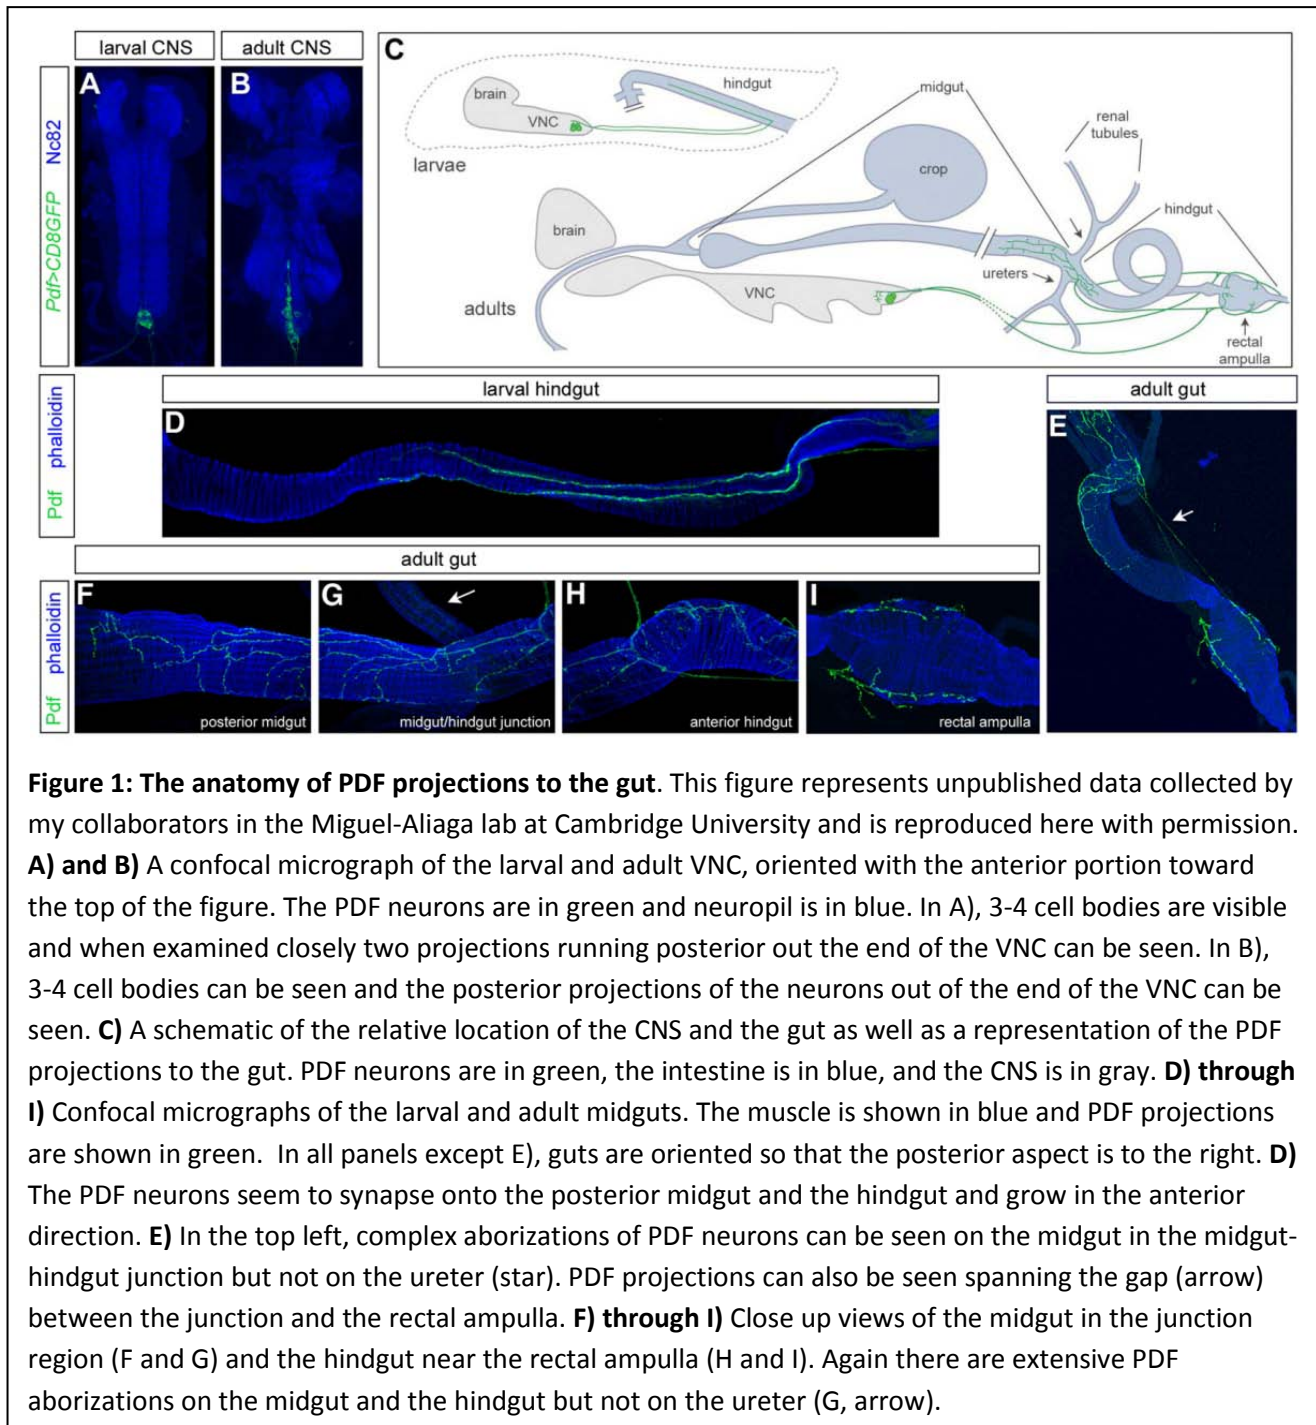 larval CNS
adult CNS
Pdf>CD8GFP Nc82
A
B
C
brain
VNC
hindgut
larvae
midgut
renal
tubules
crop
hindgut
brain
ureters
VNC
adults
rectal
ampulla
larval hindgut
adult gut
Pdf phalloidin
D
E
adult gut
Pdf phalloidin
F
G
H
I
posterior midgut
midgut/hindgut junction
anterior hindgut
rectal ampulla
Figure 1: The anatomy of PDF projections to the gut. This figure represents unpublished data collected by
my collaborators in the Miguel-Aliaga lab at Cambridge University and is reproduced here with permission.
A) and B) A confocal micrograph of the larval and adult VNC, oriented with the anterior portion toward
the top of the figure. The PDF neurons are in green and neuropil is in blue. In A), 3-4 cell bodies are visible
and when examined closely two projections running posterior out the end of the VNC can be seen. In B),
3-4 cell bodies can be seen and the posterior projections of the neurons out of the end of the VNC can be
seen. C) A schematic of the relative location of the CNS and the gut as well as a representation of the PDF
projections to the gut. PDF neurons are in green, the intestine is in blue, and the CNS is in gray. D) through
I) Confocal micrographs of the larval and adult midguts. The muscle is shown in blue and PDF projections
are shown in green. In all panels except E), guts are oriented so that the posterior aspect is to the right. D)
The PDF neurons seem to synapse onto the posterior midgut and the hindgut and grow in the anterior
direction. E) In the top left, complex aborizations of PDF neurons can be seen on the midgut in the midgut-
hindgut junction but not on the ureter (star). PDF projections can also be seen spanning the gap (arrow)
between the junction and the rectal ampulla. F) through I) Close up views of the midgut in the junction
region (F and G) and the hindgut near the rectal ampulla (H and I). Again there are extensive PDF
aborizations on the midgut and the hindgut but not on the ureter (G, arrow).